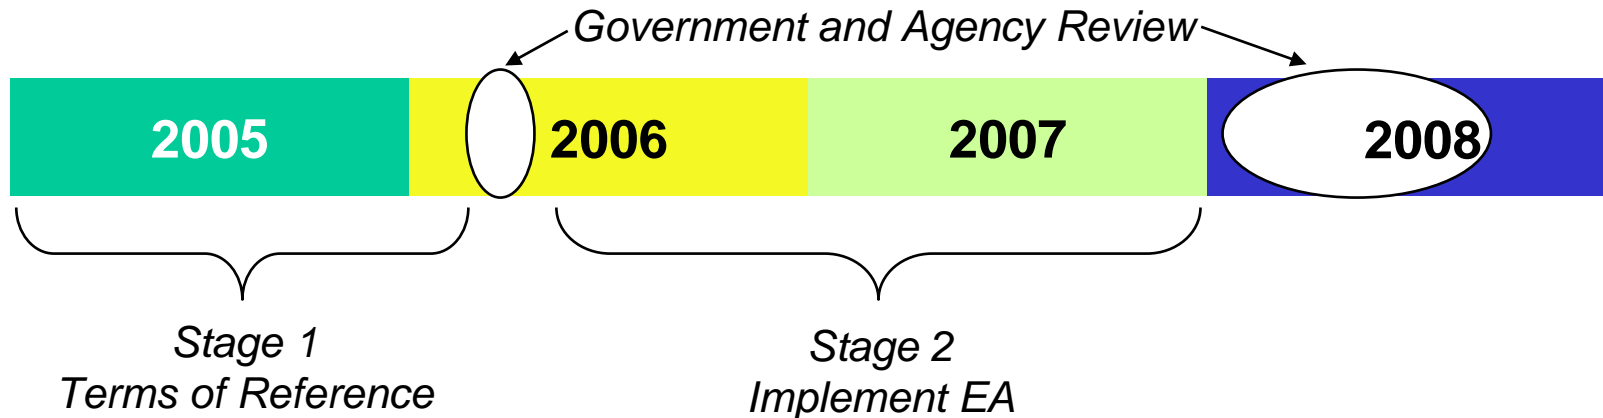 Government and Agency Review
2005 2006 2007 2008
Stage 1
Terms of Reference
Stage 2
Implement EA